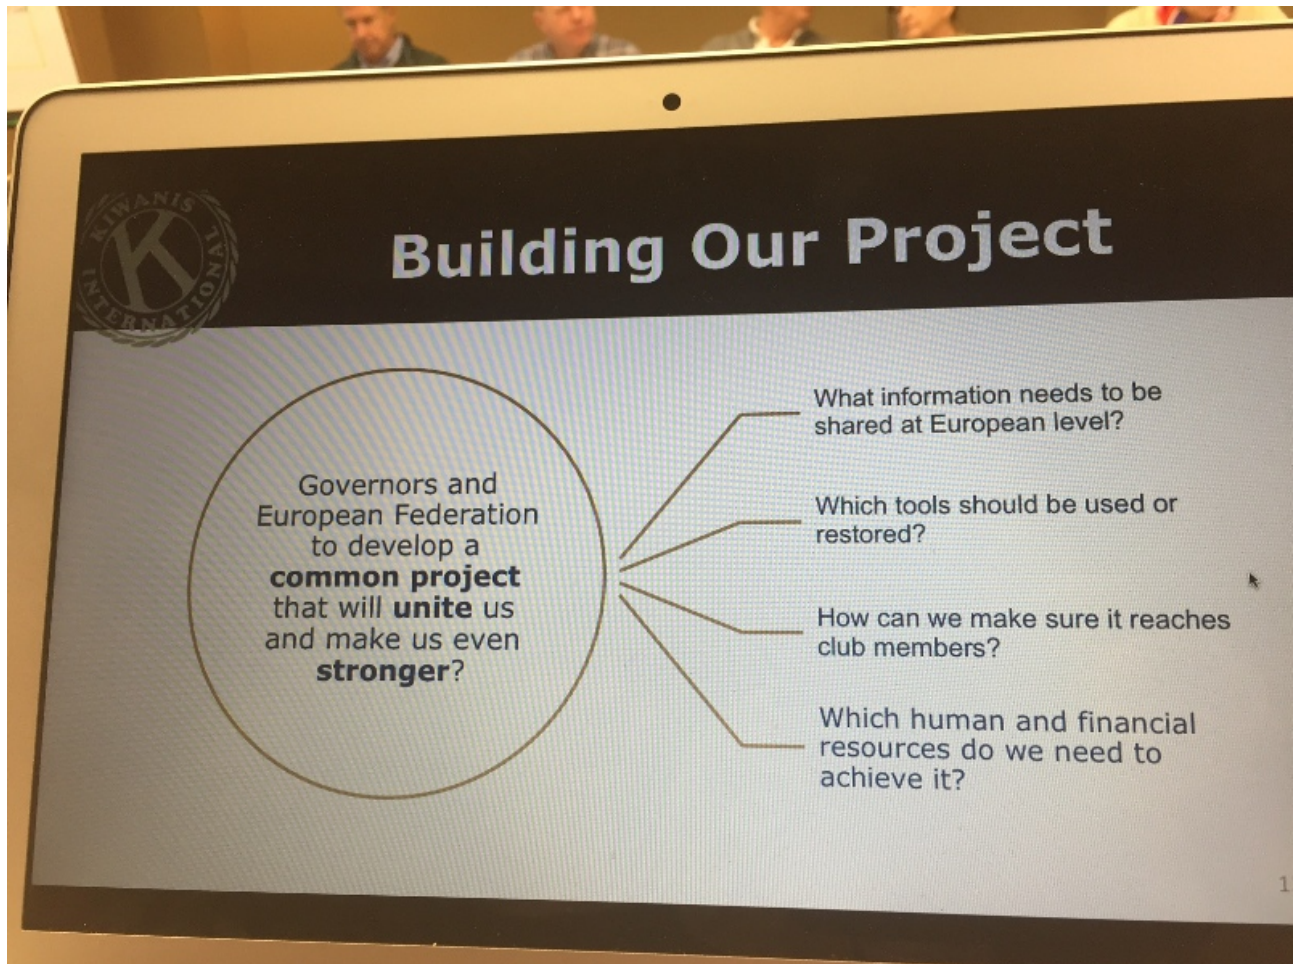 KIWANIS
INTERNATIONAL
K
Building Our Project
Governors and
European Federation
to develop a
common project
that will unite us
and make us even
stronger?
What information needs to be
shared at European level?
Which tools should be used or
restored?
How can we make sure it reaches
club members?
Which human and financial
resources do we need to
achieve it?
1